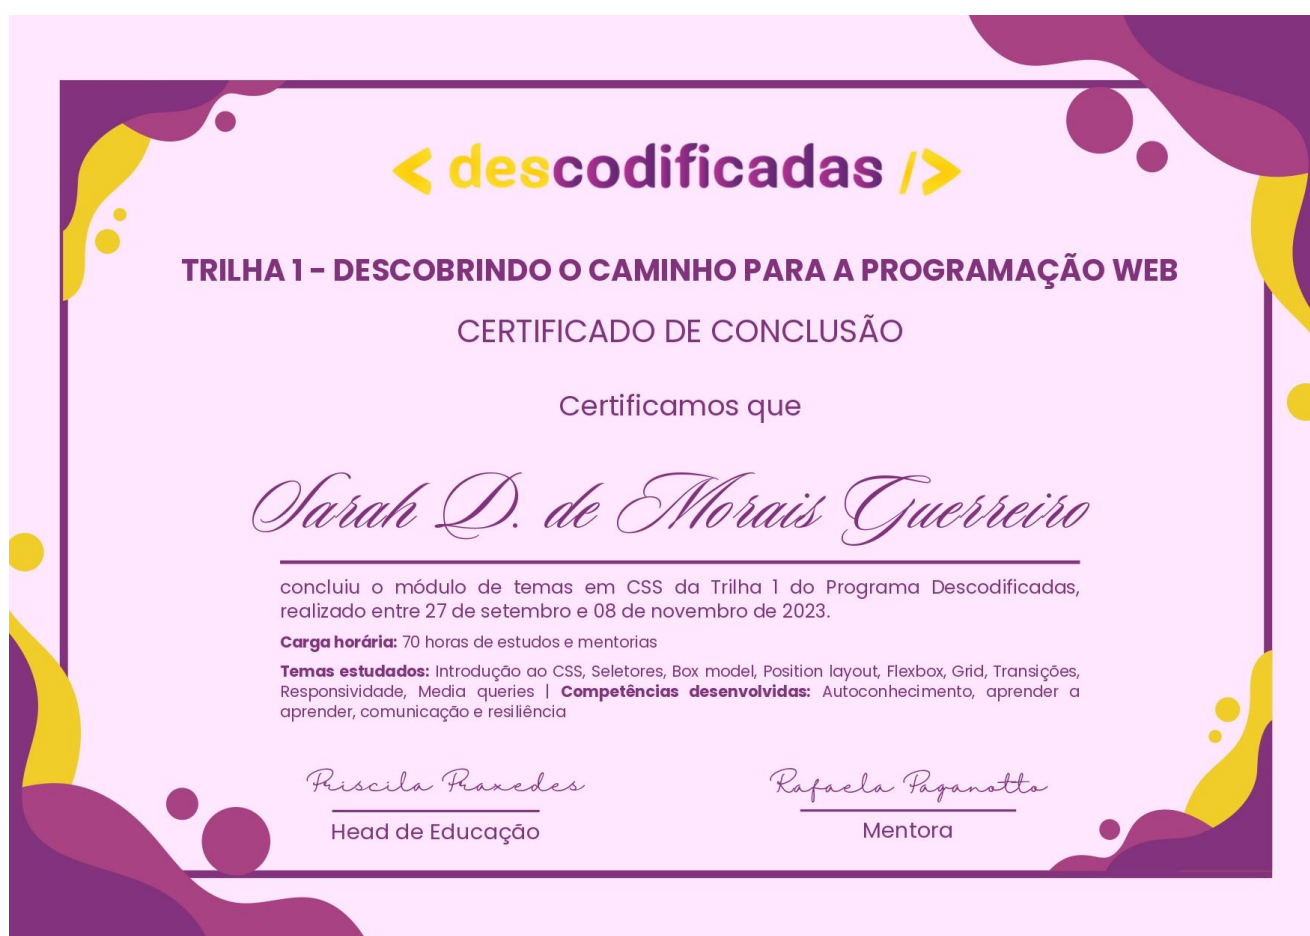 < descodificadas />
TRILHA 1 - DESCOBRINDO O CAMINHO PARA A PROGRAMAÇÃO WEB
CERTIFICADO DE CONCLUSÃO
Certificamos que
Sarah D. de Morais Guerreiro
concluiu o módulo de temas em CSS da Trilha 1 do Programa Descodificadas,
realizado entre 27 de setembro e 08 de novembro de 2023.
Carga horária: 70 horas de estudos e mentorias
Temas estudados: Introdução ao CSS, Seletores, Box model, Position layout, Flexbox, Grid, Transições,
Responsividade, Media queries | Competências desenvolvidas: Autoconhecimento, aprender a
aprender, comunicação e resiliência
Priscila Praxedes
Head de Educação
Rafaela Paganotto
Mentora